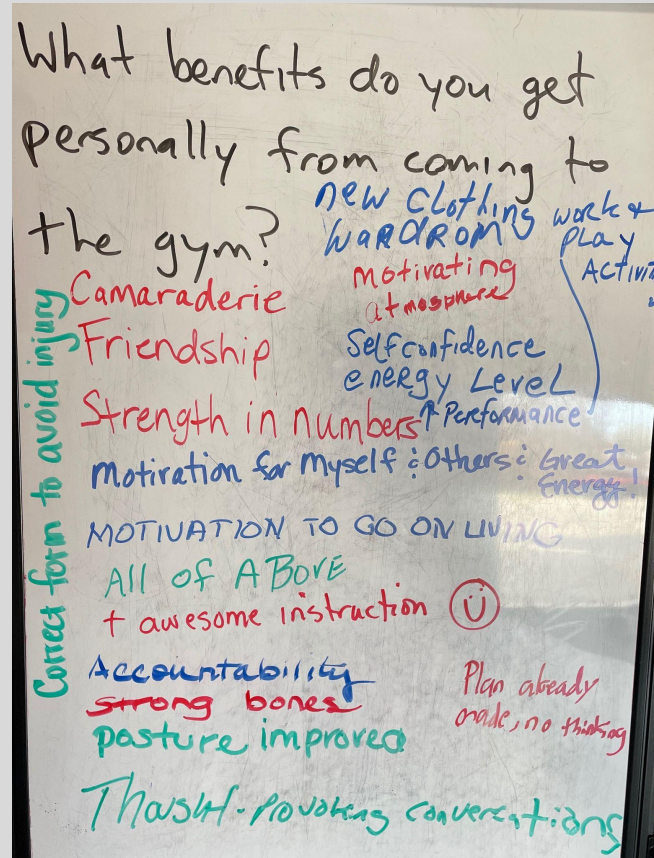 What benefits do you get
personally from coming to
the gym?
new Clothing
WARDROM
work &
Play
Activi
Camaraderie
motivating
atmosphere
Friendship
Self confidence
energy Level
Strength in numbers
↑ Performance
Motivation for Myself & Others & Great
Energy!
MOTIVATION TO GO ON LIVING
All of ABOVE
+ awesome instruction
Accountability
strong bones
posture improved
Plan already
made, no thinking
Thought-Provoking conversations
Correct form to avoid injury